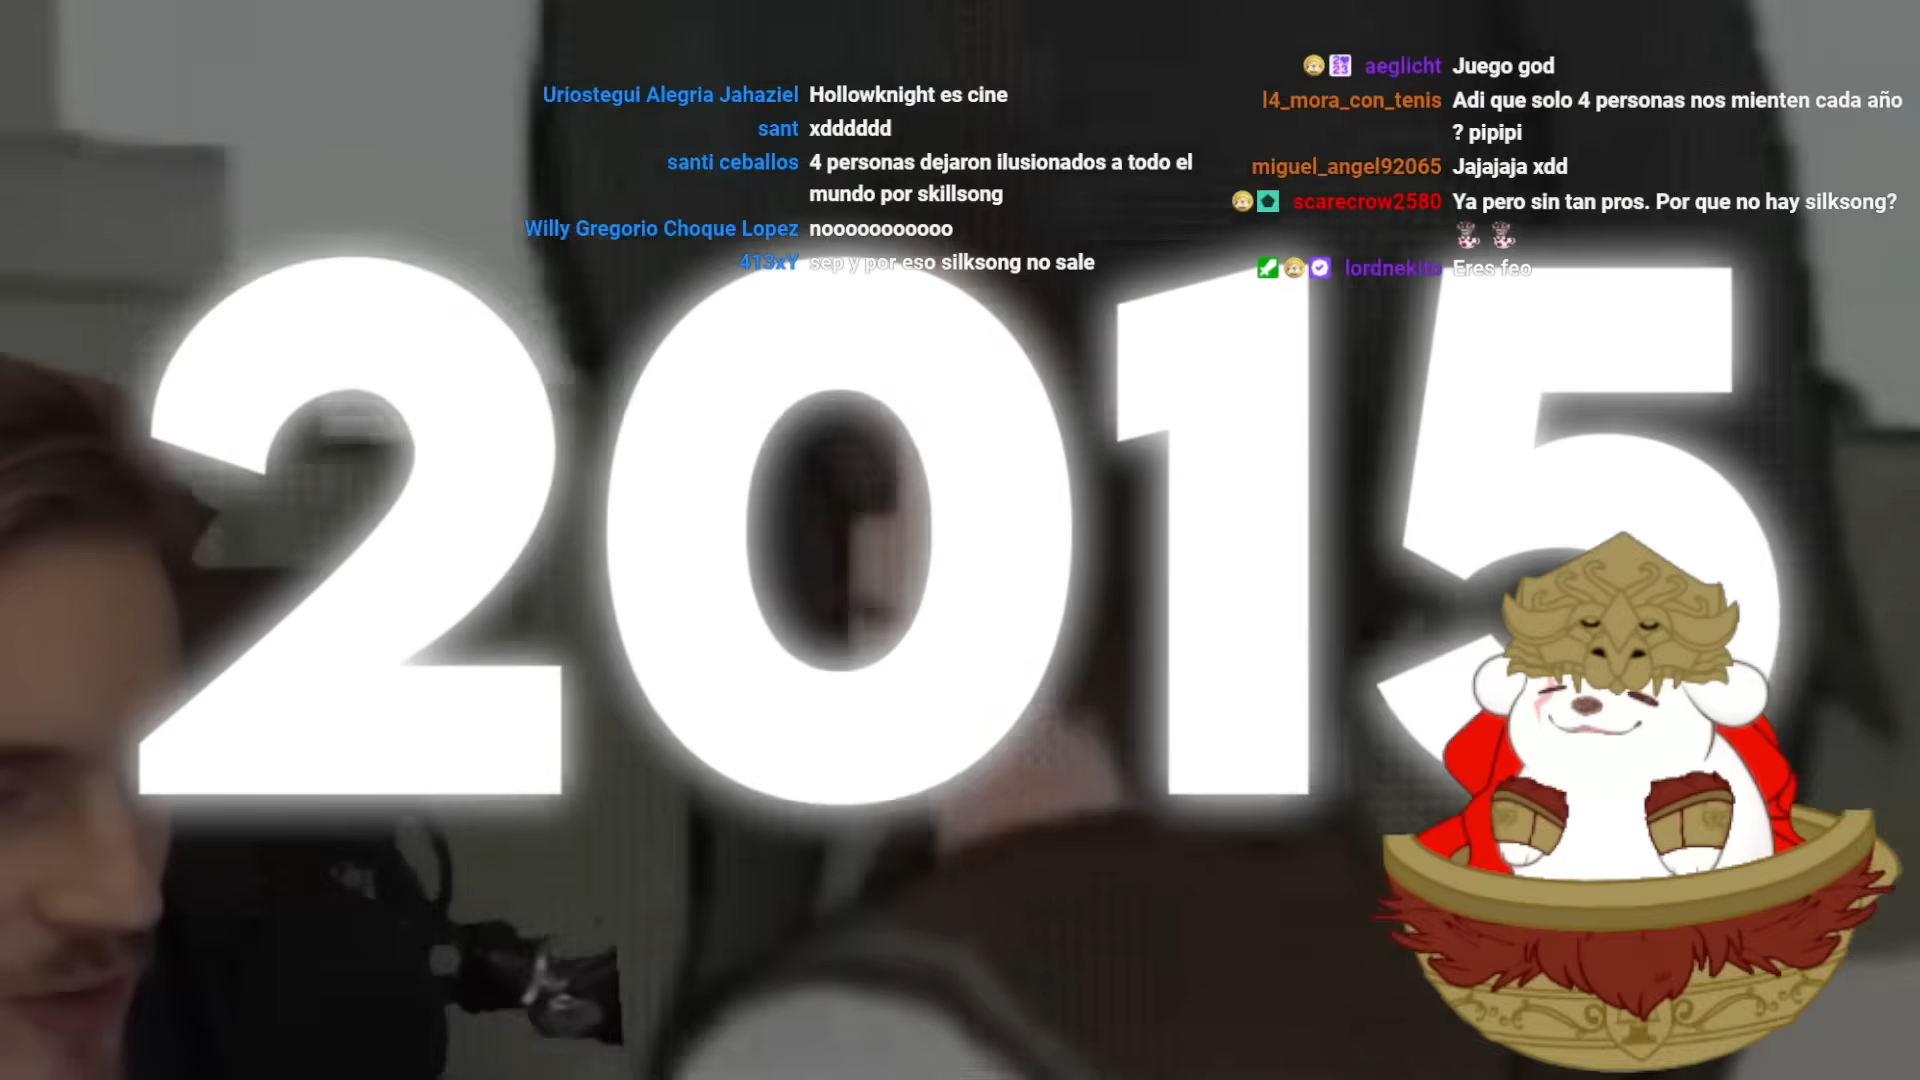 Uriostegui Alegria Jahaziel Hollowknight es cine
sant xdddddd
santi ceballos 4 personas dejaron ilusionados a todo el
mundo por skillsong
Willy Gregorio Choque Lopez nooooooooooo
413xY sep y por eso silksong no sale
aeglicht Juego god
l4_mora_con_tenis Adi que solo 4 personas nos mienten cada año
? pipipi
miguel_angel92065 Jajajaja xdd
scarecrow2580 Ya pero sin tan pros. Por que no hay silksong?
lordnekito Eres feo
2015